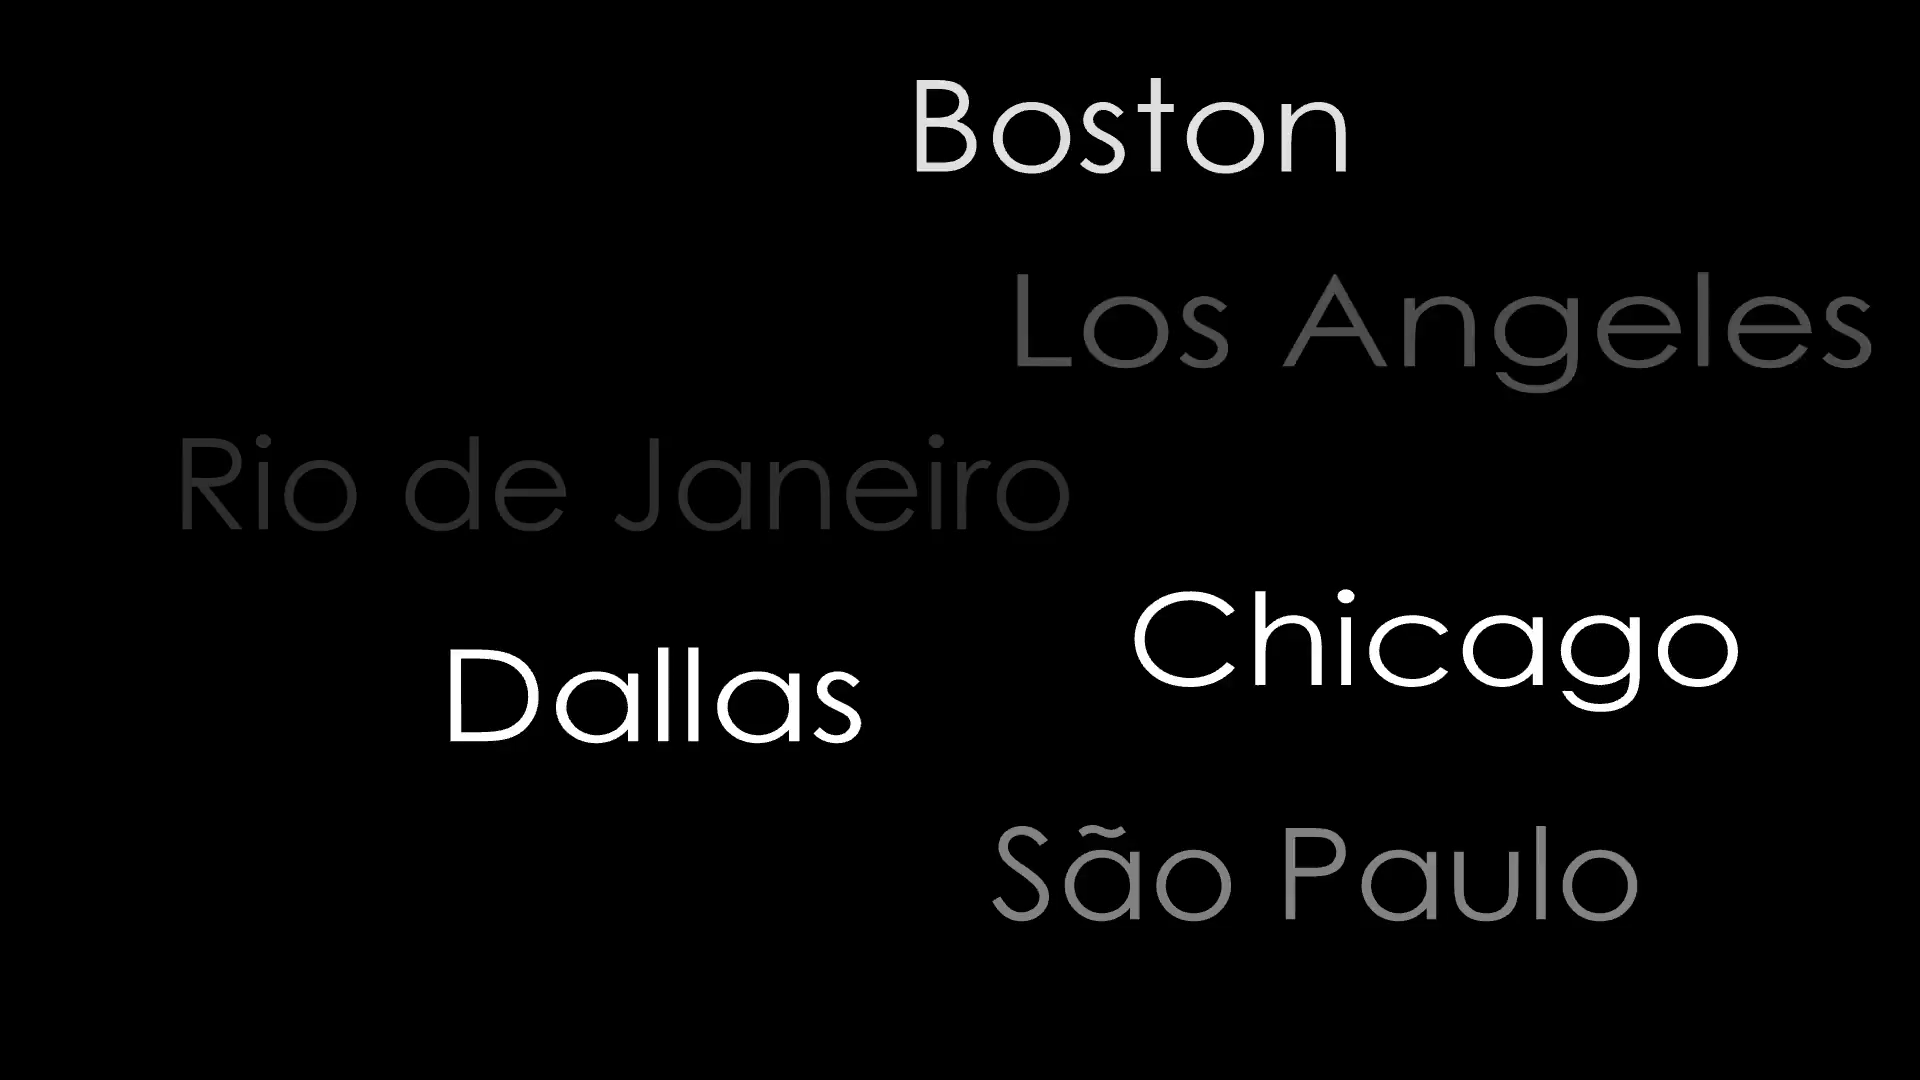 Boston
Los Angeles
Rio de Janeiro
Chicago
Dallas
São Paulo